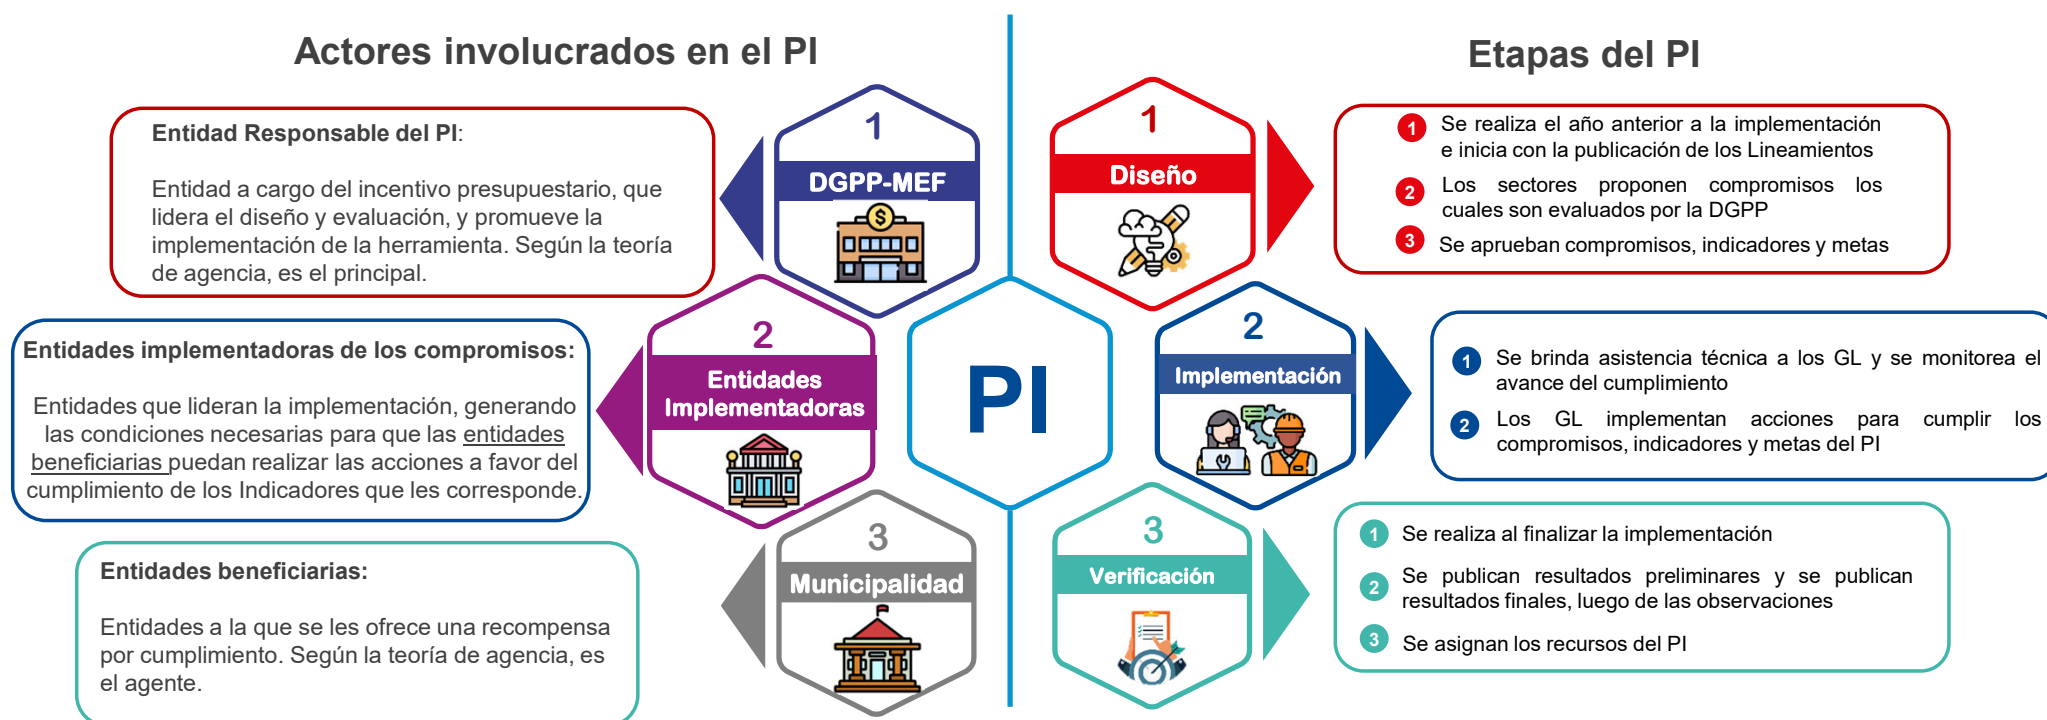 Actores involucrados en el PI
Entidad Responsable del PI:
Entidad a cargo del incentivo presupuestario, que
lidera el diseño y evaluación, y promueve la
implementación de la herramienta. Según la teoría
de agencia, es el principal.
1
DGPP-MEF
Entidades implementadoras de los compromisos:
Entidades que lideran la implementación, generando
las condiciones necesarias para que las entidades
beneficiarias puedan realizar las acciones a favor del
cumplimiento de los Indicadores que les corresponde.
2
Entidades
Implementadoras
Entidades beneficiarias:
Entidades a la que se les ofrece una recompensa
por cumplimiento. Según la teoría de agencia, es
el agente.
3
Municipalidad
PI
Etapas del PI
1
Diseño
1 Se realiza el año anterior a la implementación
e inicia con la publicación de los Lineamientos
2 Los sectores proponen compromisos los
cuales son evaluados por la DGPP
3 Se aprueban compromisos, indicadores y metas
2
Implementación
1 Se brinda asistencia técnica a los GL y se monitorea el
avance del cumplimiento
2 Los GL implementan acciones para cumplir los
compromisos, indicadores y metas del PI
3
Verificación
1 Se realiza al finalizar la implementación
2 Se publican resultados preliminares y se publican
resultados finales, luego de las observaciones
3 Se asignan los recursos del PI